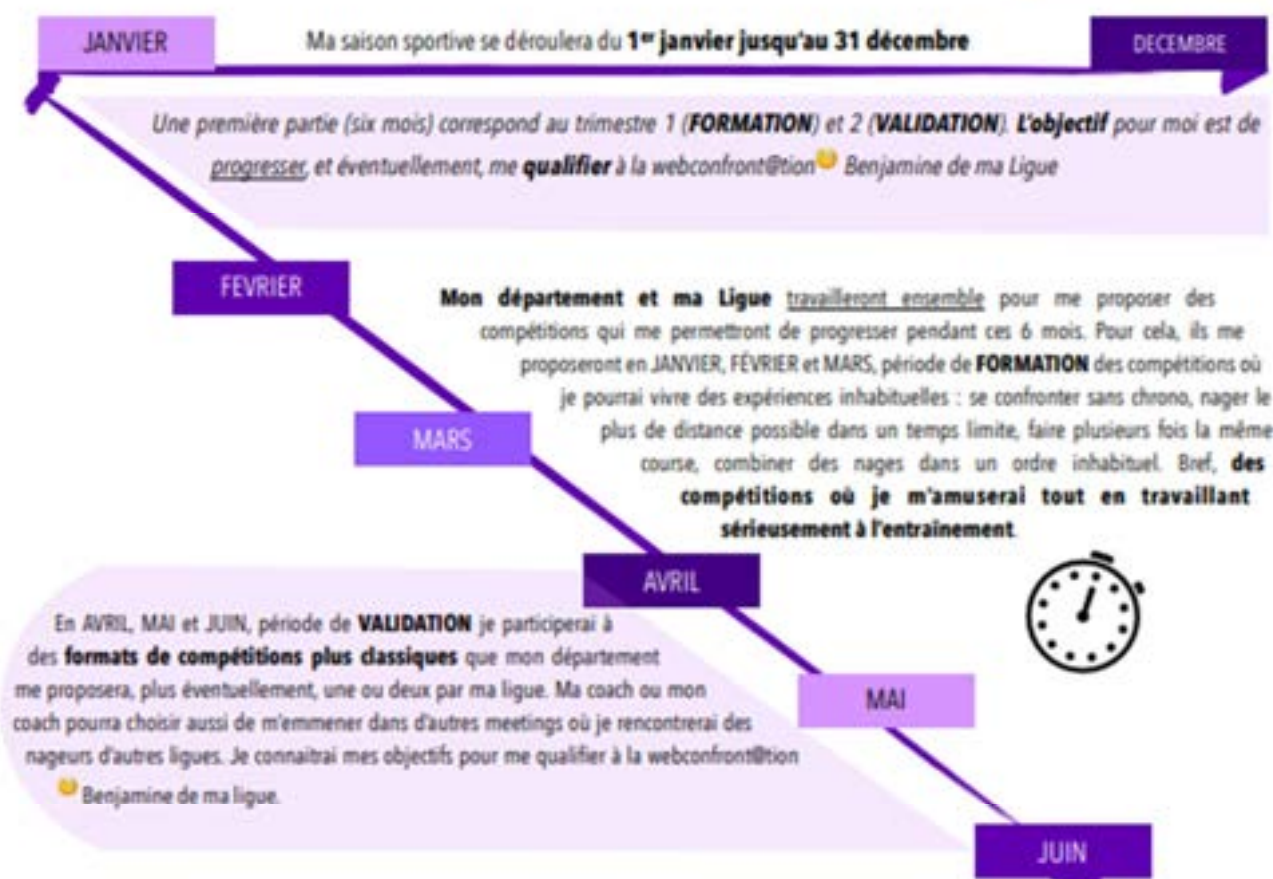 JANVIER
Ma saison sportive se déroulera du 1er janvier jusqu'au 31 décembre
DECEMBRE
Une première partie (six mois) correspond au trimestre 1 (FORMATION) et 2 (VALIDATION). L'objectif pour moi est de
progresser, et éventuellement, me qualifier à la webconfront@tion Benjamine de ma Ligue
FEVRIER
Mon département et ma Ligue travailleront ensemble pour me proposer des
compétitions qui me permettront de progresser pendant ces 6 mois. Pour cela, ils me
proposeront en JANVIER, FÉVRIER et MARS, période de FORMATION des compétitions où
je pourrai vivre des expériences inhabituelles : se confronter sans chrono, nager le
plus de distance possible dans un temps limite, faire plusieurs fois la même
course, combiner des nages dans un ordre inhabituel. Bref, des
compétitions où je m'amuserai tout en travaillant
sérieusement à l'entraînement.
MARS
AVRIL
En AVRIL, MAI et JUIN, période de VALIDATION je participerai à
des formats de compétitions plus classiques que mon département
me proposera, plus éventuellement, une ou deux par ma ligue. Ma coach ou mon
coach pourra choisir aussi de m'emmener dans d'autres meetings où je rencontrerai des
nageurs d'autres ligues. Je connaitrai mes objectifs pour me qualifier à la webconfront@tion
Benjamine de ma ligue.
MAI
JUIN